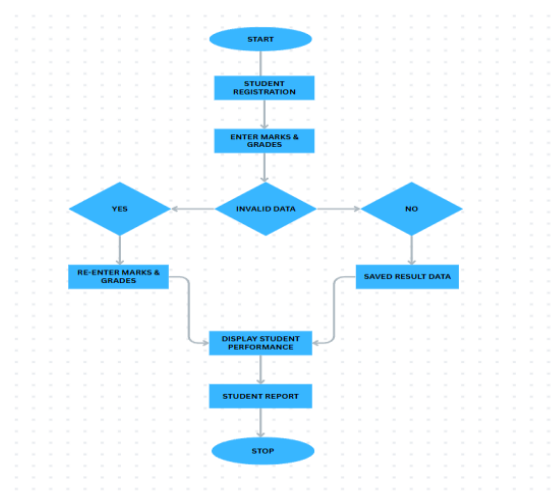 START
STUDENT
REGISTRATION
ENTER MARKS &
GRADES
YES
INVALID DATA
NO
RE-ENTER MARKS &
GRADES
SAVED RESULT DATA
DISPLAY STUDENT
PERFORMANCE
STUDENT REPORT
STOP